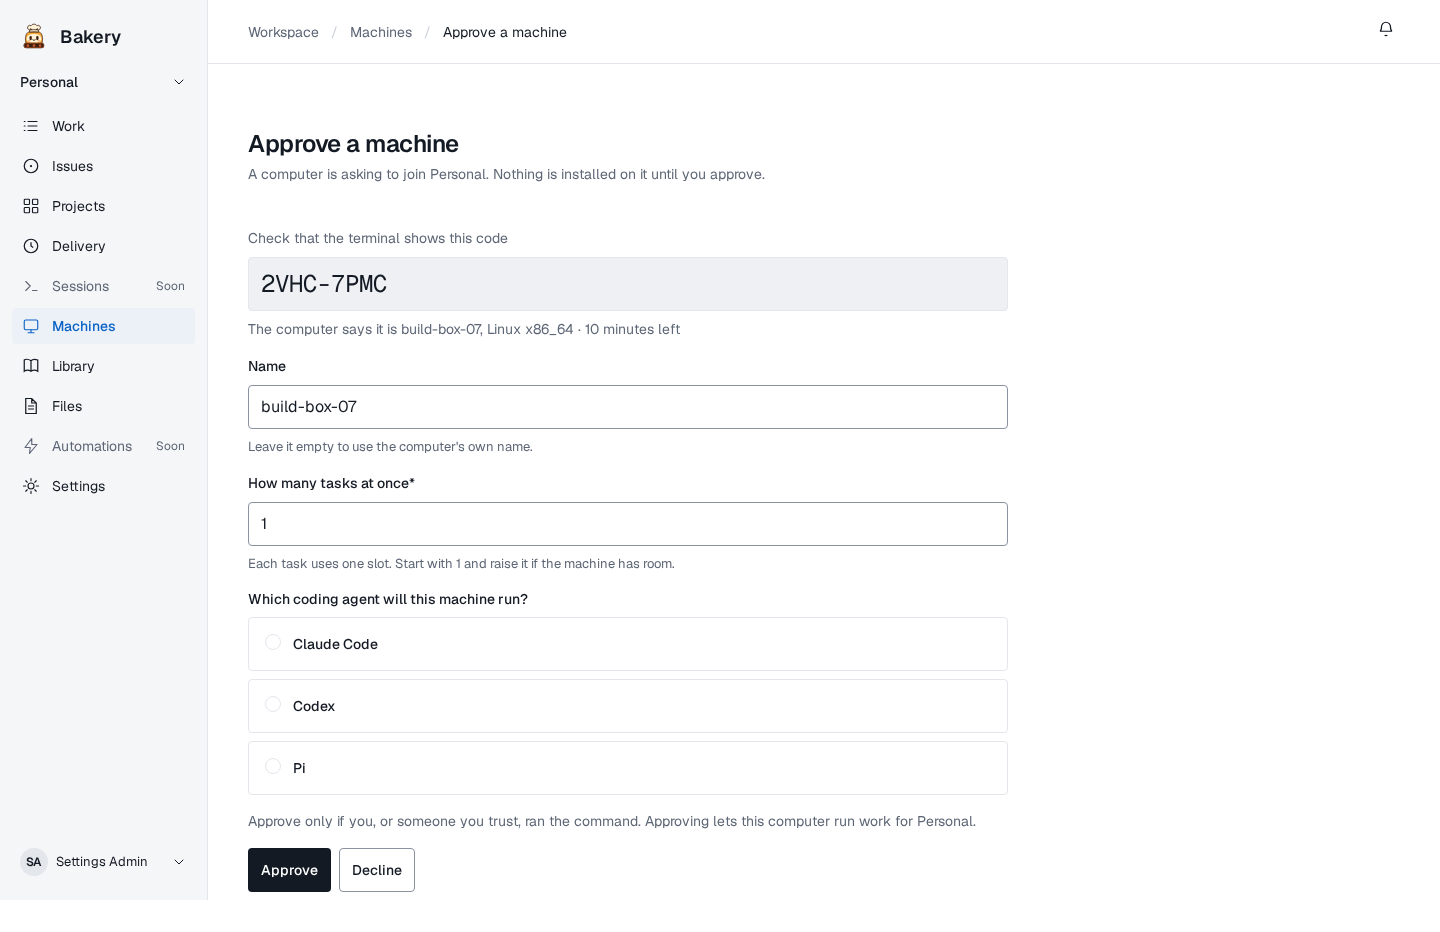 Bakery
Personal
Work
Issues
Projects
Delivery
Sessions Soon
Machines
Library
Files
Automations Soon
Settings
SA Settings Admin
Workspace / Machines / Approve a machine
Approve a machine
A computer is asking to join Personal. Nothing is installed on it until you approve.
Check that the terminal shows this code
2VHC-7PMC
The computer says it is build-box-07, Linux x86_64 · 10 minutes left
Name
build-box-07
Leave it empty to use the computer's own name.
How many tasks at once*
1
Each task uses one slot. Start with 1 and raise it if the machine has room.
Which coding agent will this machine run?
Claude Code
Codex
Pi
Approve only if you, or someone you trust, ran the command. Approving lets this computer run work for Personal.
Approve Decline